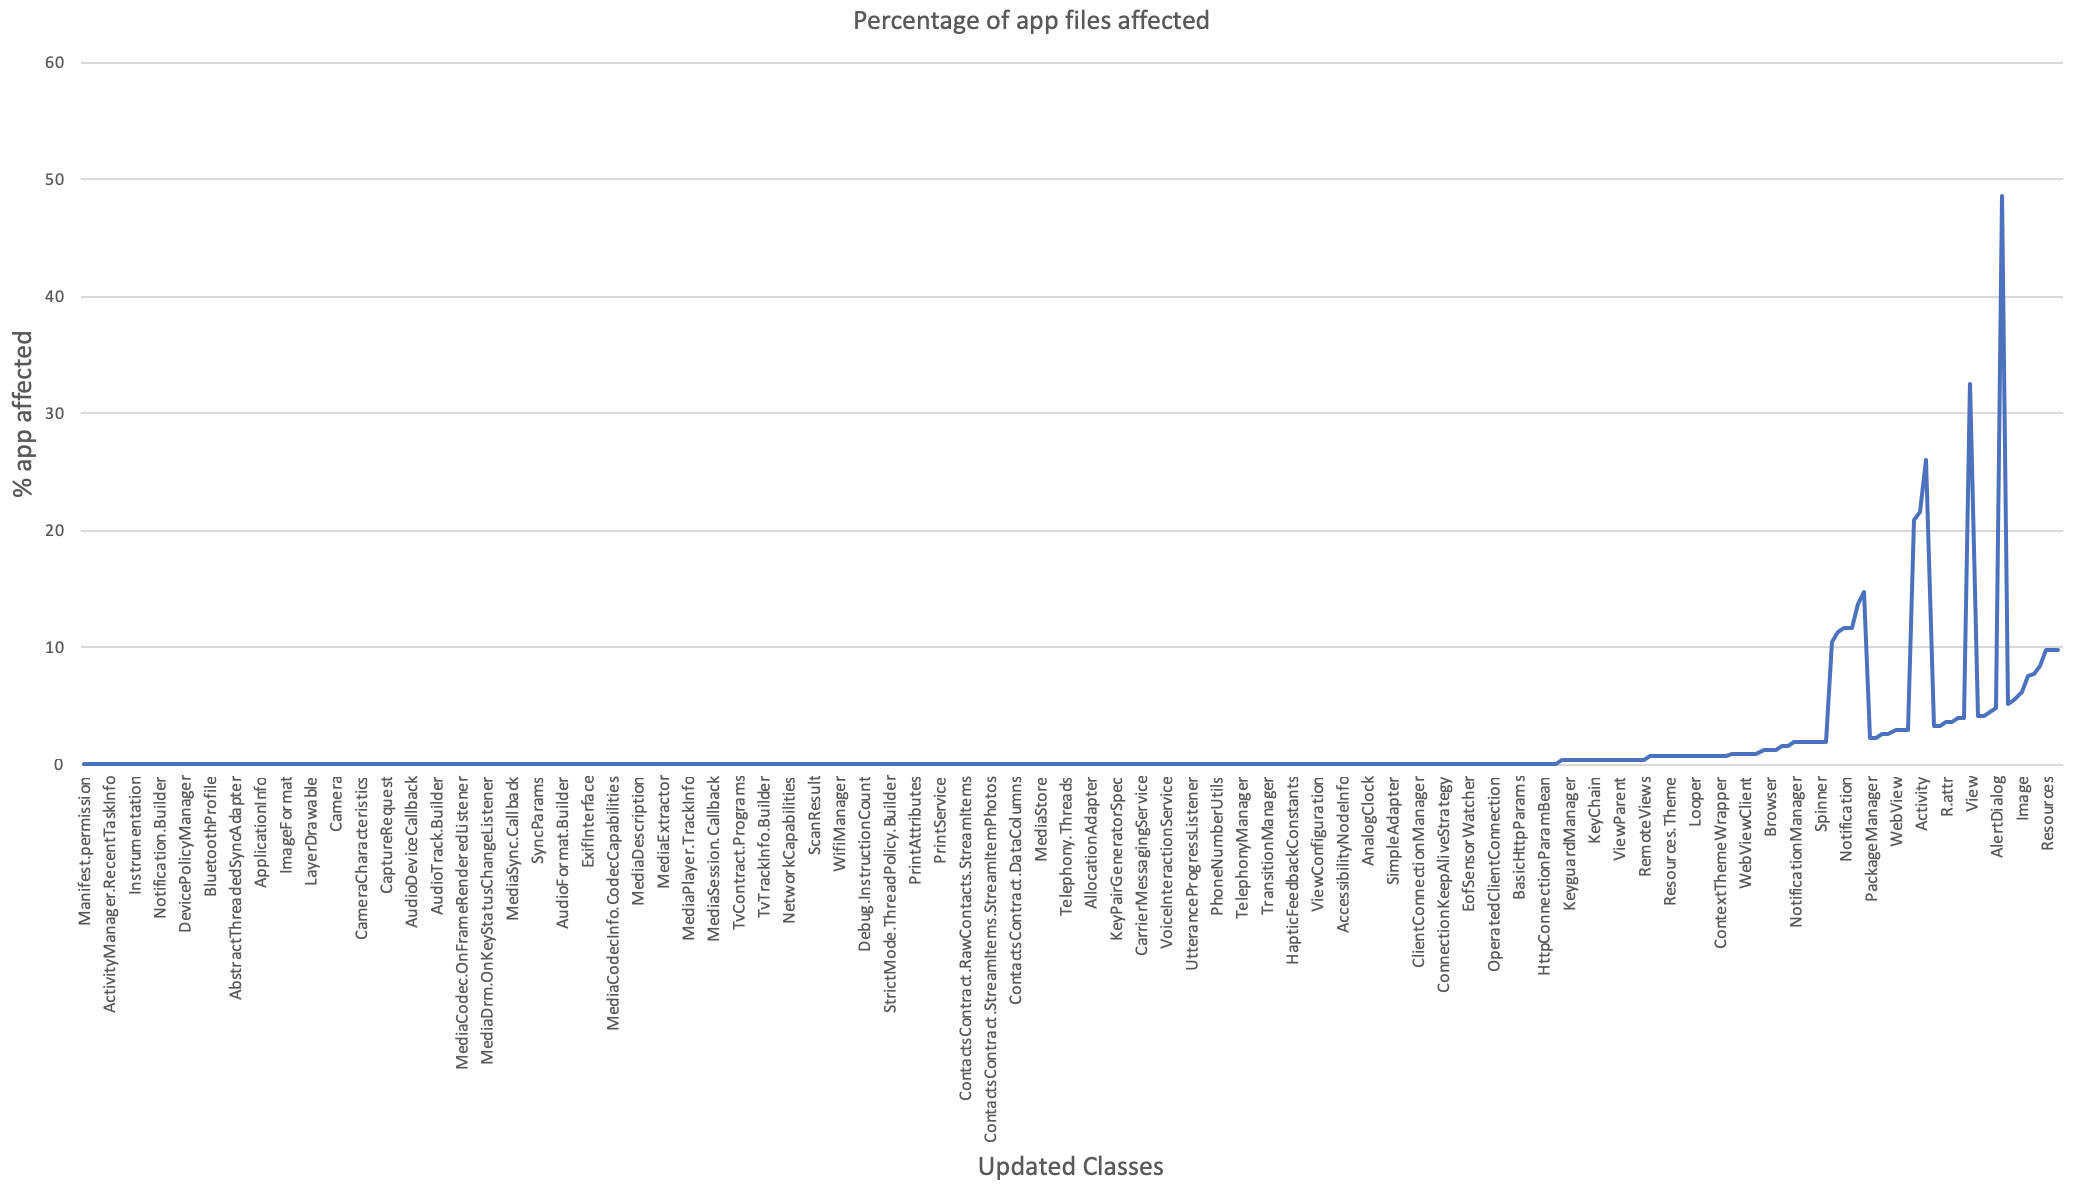 Percentage of app files affected
60
50
40
30
20
10
0
% app affected
Manifest.permission
ActivityManager.RecentTaskInfo
Instrumentation
Notification.Builder
DevicePolicyManager
BluetoothProfile
AbstractThreadedSyncAdapter
ApplicationInfo
ImageFormat
LayerDrawable
Camera
CameraCharacteristics
CaptureRequest
AudioDeviceCallback
AudioTrack.Builder
MediaCodec.OnFrameRenderedListener
MediaDrm.OnKeyStatusChangeListener
MediaSync.Callback
SyncParams
AudioFormat.Builder
ExifInterface
MediaCodecInfo.CodecCapabilities
MediaDescription
MediaExtractor
MediaPlayer.TrackInfo
MediaSession.Callback
TvContract.Programs
TvTrackInfo.Builder
NetworkCapabilities
ScanResult
WifiManager
Debug.InstructionCount
StrictMode.ThreadPolicy.Builder
PrintAttributes
PrintService
ContactsContract.RawContacts.StreamItems
ContactsContract.StreamItems.StreamItemPhotos
ContactsContract.DataColumns
MediaStore
Telephony.Threads
AllocationAdapter
KeyPairGeneratorSpec
CarrierMessagingService
VoiceInteractionService
UtteranceProgressListener
PhoneNumberUtils
TelephonyManager
TransitionManager
HapticFeedbackConstants
ViewConfiguration
AccessibilityNodeInfo
AnalogClock
SimpleAdapter
ClientConnectionManager
ConnectionKeepAliveStrategy
EofSensorWatcher
OperatedClientConnection
BasicHttpParams
HttpConnectionParamBean
KeyguardManager
KeyChain
ViewParent
RemoteViews
Resources.Theme
Looper
ContextThemeWrapper
WebViewClient
Browser
NotificationManager
Spinner
Notification
PackageManager
WebView
Activity
R.attr
View
AlertDialog
Image
Resources
Updated Classes